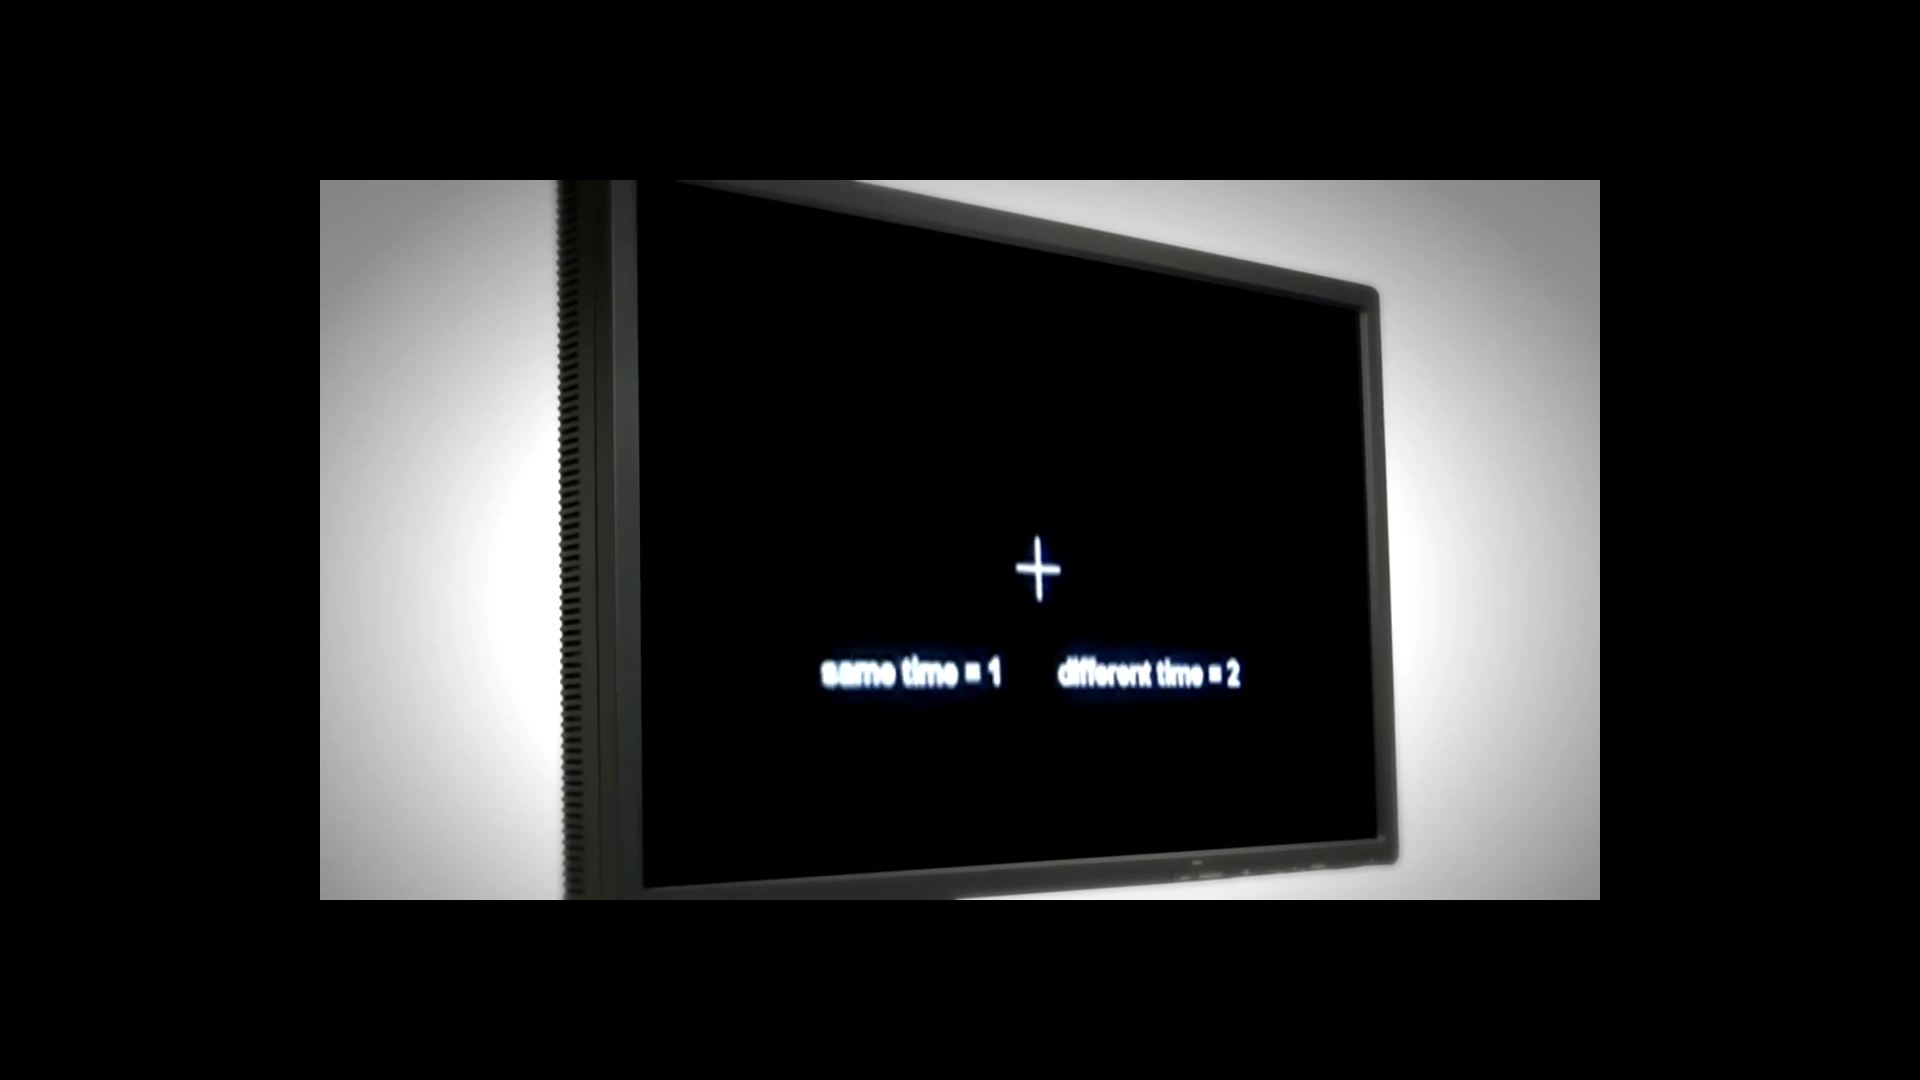 same time = 1 different time = 2